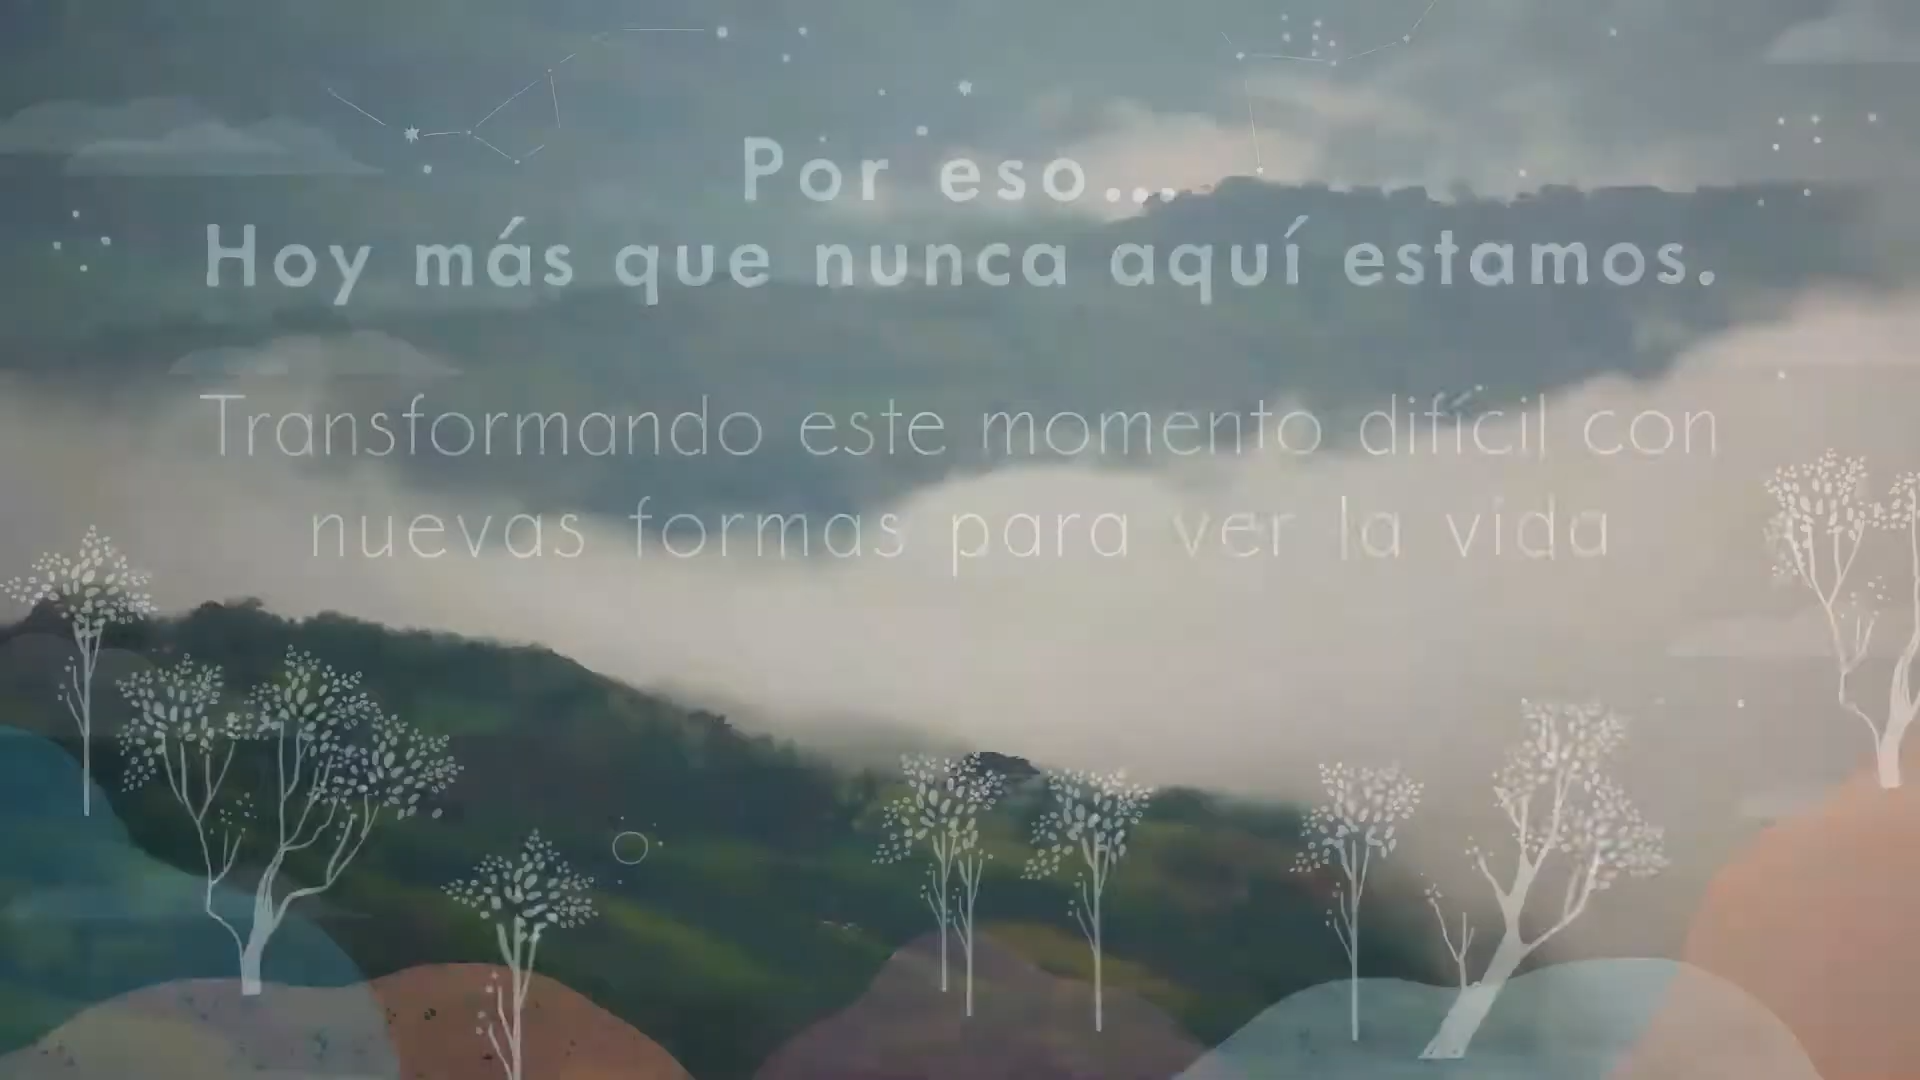 Por eso...
Hoy más que nunca aquí estamos.
Transformando este momento difícil con
nuevas formas para ver la vida